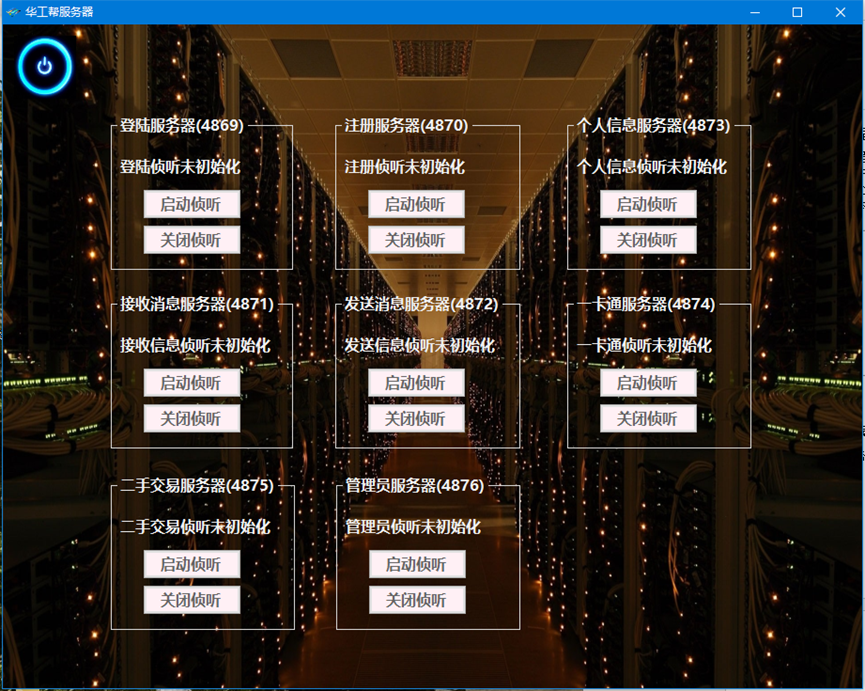 华工帮服务器
登陆服务器(4869)
登陆侦听未初始化
启动侦听
关闭侦听
注册服务器(4870)
注册侦听未初始化
启动侦听
关闭侦听
个人信息服务器(4873)
个人信息侦听未初始化
启动侦听
关闭侦听
接收消息服务器(4871)
接收信息侦听未初始化
启动侦听
关闭侦听
发送消息服务器(4872)
发送信息侦听未初始化
启动侦听
关闭侦听
一卡通服务器(4874)
一卡通侦听未初始化
启动侦听
关闭侦听
二手交易服务器(4875)
二手交易侦听未初始化
启动侦听
关闭侦听
管理员服务器(4876)
管理员侦听未初始化
启动侦听
关闭侦听